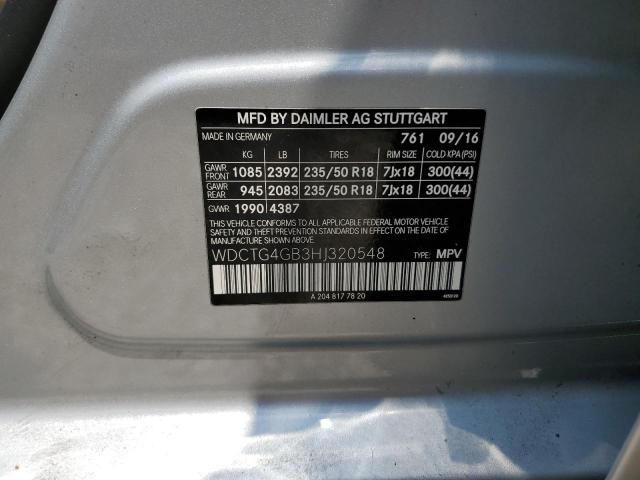 MFD BY DAIMLER AG STUTTGART
MADE IN GERMANY 761 09/16
KG LB TIRES RIM SIZE COLD KPA (PSI)
GAWR FRONT 1085 2392 235/50 R18 7Jx18 300(44)
GAWR REAR 945 2083 235/50 R18 7Jx18 300(44)
GVWR 1990 4387
THIS VEHICLE CONFORMS TO ALL APPLICABLE FEDERAL MOTOR VEHICLE
SAFETY AND THEFT PREVENTION STANDARDS IN EFFECT ON THE DATE OF
MANUFACTURE SHOWN ABOVE.
WDCTG4GB3HJ320548 TYPE: MPV
A 204 817 78 20